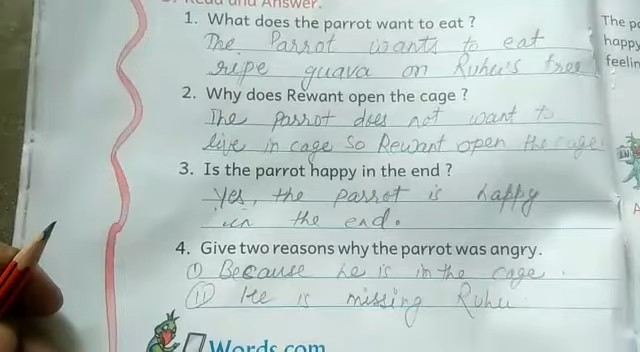 Read and Answer.
1. What does the parrot want to eat ?
The Parrot wants to eat
ripe guava on Ruhu's tree
2. Why does Rewant open the cage ?
The parrot does not want to
live in cage so Rewant open the cage
3. Is the parrot happy in the end ?
Yes, the parrot is happy
in the end.
4. Give two reasons why the parrot was angry.
(i) Because he is in the cage.
(ii) He is missing Ruhu
Words.com
The pa
happy
feelin